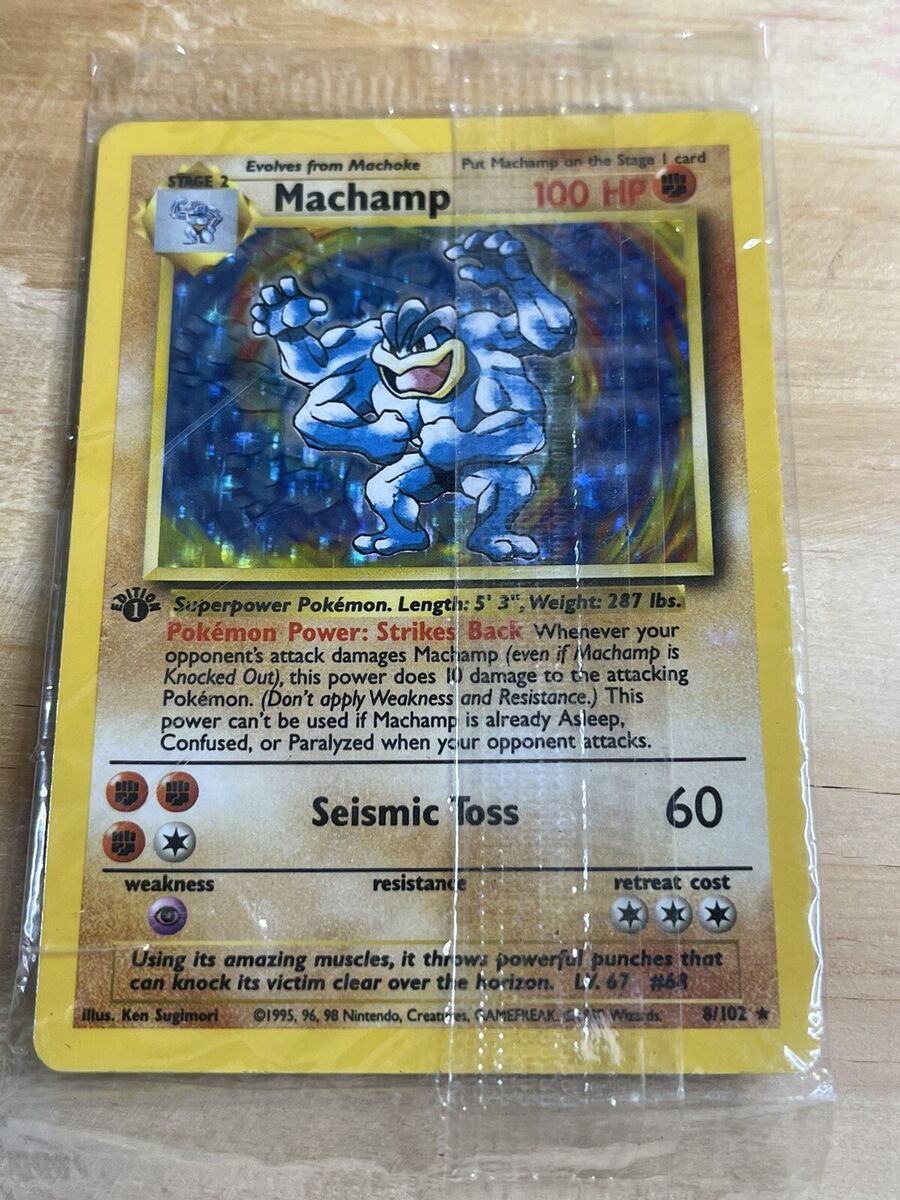 Evolves from Machoke Put Machamp on the Stage 1 card
STAGE 2
Machamp 100 HP
EDITION
1
Superpower Pokémon. Length: 5' 3", Weight: 287 lbs.
Pokémon Power: Strikes Back Whenever your
opponent's attack damages Machamp (even if Machamp is
Knocked Out), this power does 10 damage to the attacking
Pokémon. (Don't apply Weakness and Resistance.) This
power can't be used if Machamp is already Asleep,
Confused, or Paralyzed when your opponent attacks.
Seismic Toss 60
weakness resistance retreat cost
Using its amazing muscles, it throws powerful punches that
can knock its victim clear over the horizon. LV. 67 #68
Illus. Ken Sugimori ©1995, 96, 98 Nintendo, Creatures, GAMEFREAK. Wizards. 8/102